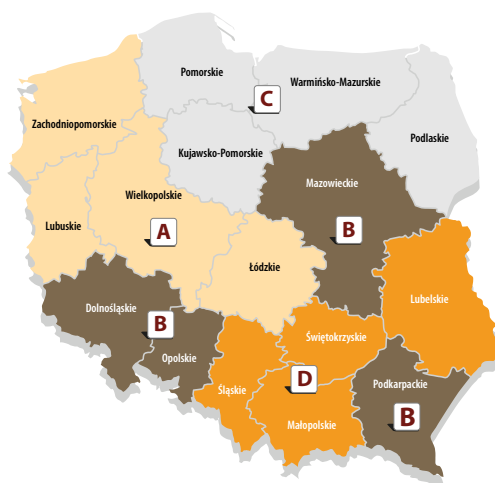 Pomorskie
Warmińsko-Mazurskie
C
Zachodniopomorskie
Podlaskie
Kujawsko-Pomorskie
Mazowieckie
Wielkopolskie
Lubuskie
A
B
Łódzkie
Lubelskie
Dolnośląskie
B
Świętokrzyskie
Opolskie
D
Podkarpackie
Śląskie
B
Małopolskie